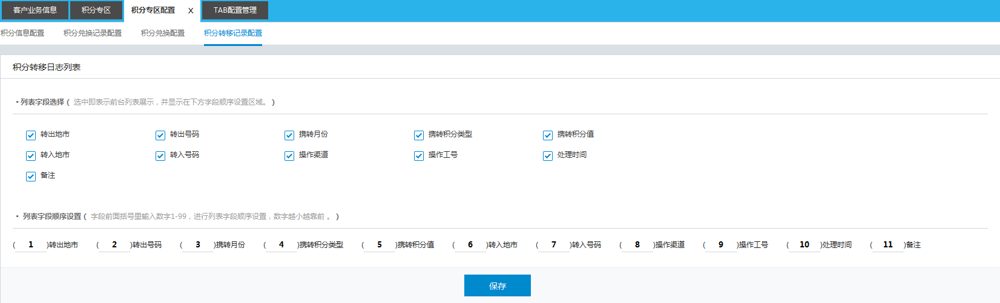 客户业务信息 积分专区 积分专区配置 X TAB配置管理
积分信息配置 积分兑换记录配置 积分兑换配置 积分转移记录配置
积分转移日志列表
• 列表字段选择 ( 选中即表示前台列表展示，并显示在下方字段顺序设置区域。 )
转出地市 转出号码 携转月份 携转积分类型 携转积分值
转入地市 转入号码 操作渠道 操作工号 处理时间
备注
• 列表字段顺序设置 ( 字段前面括号里输入数字1-99，进行列表字段顺序设置，数字越小越靠前 。 )
( 1 )转出地市 ( 2 )转出号码 ( 3 )携转月份 ( 4 )携转积分类型 ( 5 )携转积分值 ( 6 )转入地市 ( 7 )转入号码 ( 8 )操作渠道 ( 9 )操作工号 ( 10 )处理时间 ( 11 )备注
保存